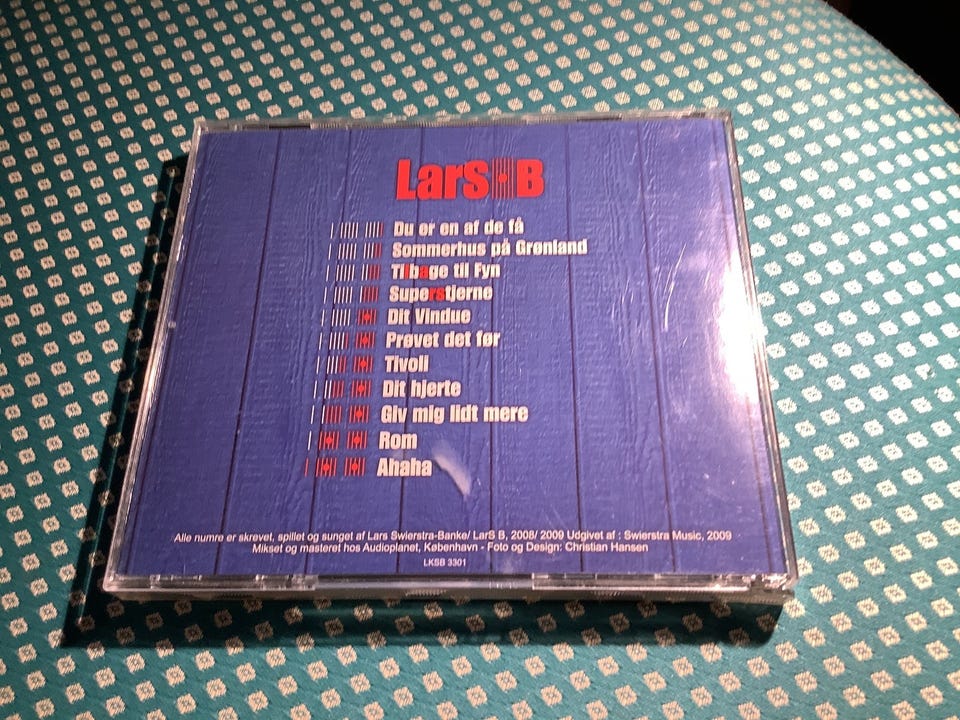 LarS B
Du er en af de få
Sommerhus på Grønland
Tilbage til Fyn
Superstjerne
Dit Vindue
Prøvet det før
Tivoli
Dit hjerte
Giv mig lidt mere
Rom
Ahaha
Alle numre er skrevet, spillet og sunget af Lars Swierstra-Banke/ LarS B, 2008/ 2009 Udgivet af : Swierstra Music, 2009
Mikset og masteret hos Audioplanet, København - Foto og Design: Christian Hansen
LKSB 3301